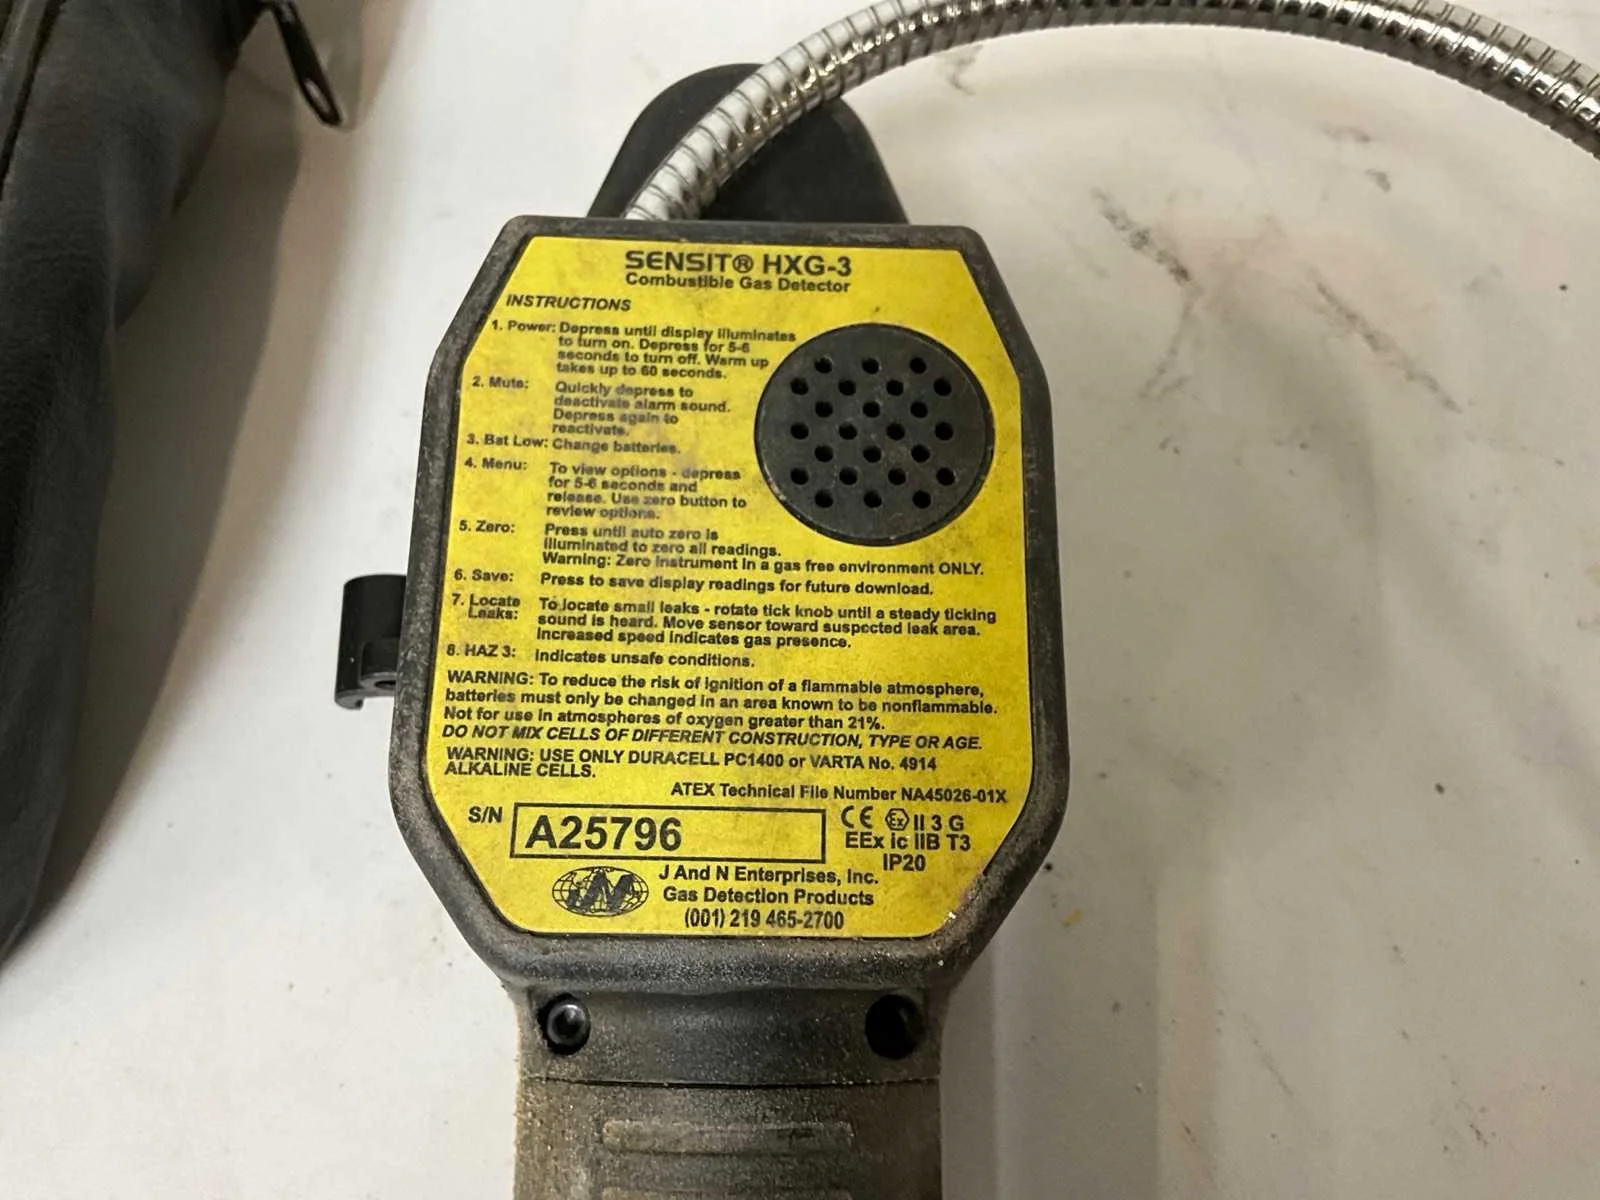 SENSIT® HXG-3
Combustible Gas Detector
INSTRUCTIONS
1. Power: Depress until display illuminates
to turn on. Depress for 5-6
seconds to turn off. Warm up
takes up to 60 seconds.
2. Mute: Quickly depress to
deactivate alarm sound.
Depress again to
reactivate.
3. Bat Low: Change batteries.
4. Menu: To view options - depress
for 5-6 seconds and
release. Use zero button to
review options.
5. Zero: Press until auto zero is
illuminated to zero all readings.
Warning: Zero instrument in a gas free environment ONLY.
6. Save: Press to save display readings for future download.
7. Locate To locate small leaks - rotate tick knob until a steady ticking
Leaks: sound is heard. Move sensor toward suspected leak area.
Increased speed indicates gas presence.
8. HAZ 3: Indicates unsafe conditions.
WARNING: To reduce the risk of ignition of a flammable atmosphere,
batteries must only be changed in an area known to be nonflammable.
Not for use in atmospheres of oxygen greater than 21%.
DO NOT MIX CELLS OF DIFFERENT CONSTRUCTION, TYPE OR AGE.
WARNING: USE ONLY DURACELL PC1400 or VARTA No. 4914
ALKALINE CELLS.
ATEX Technical File Number NA45026-01X
S/N A25796
CE Ex II 3 G
EEx ic IIB T3
IP20
J And N Enterprises, Inc.
Gas Detection Products
(001) 219 465-2700